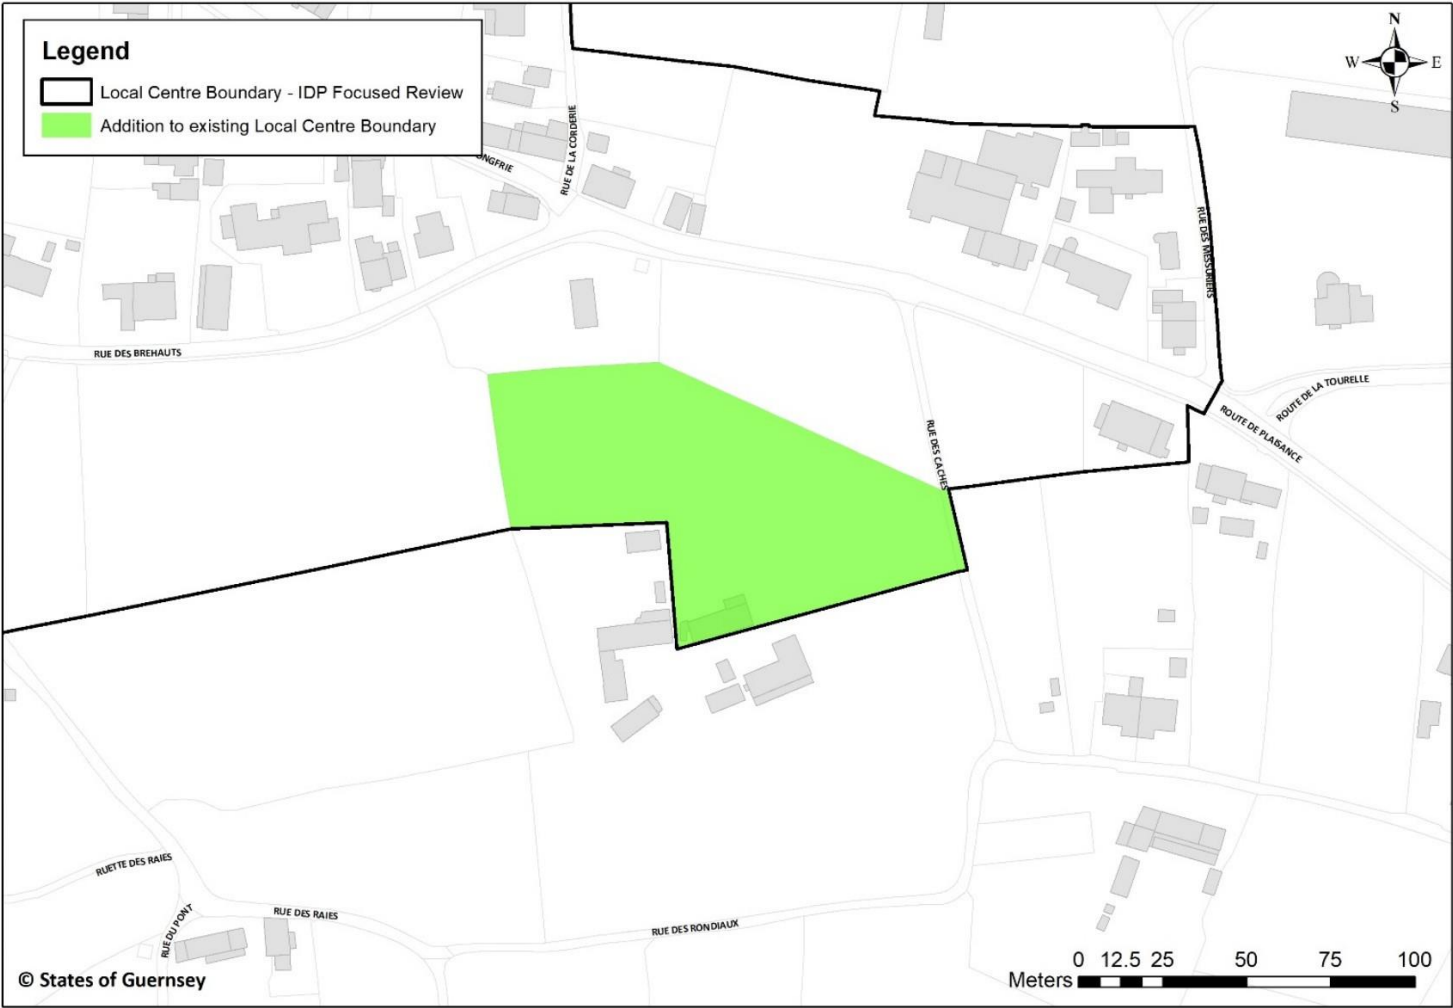 Legend
Local Centre Boundary - IDP Focused Review
Addition to existing Local Centre Boundary
N
W
E
S
ONGFRIE
RUE DE LA CORDERIE
RUE DES MESSURIERS
RUE DES BREHAUTS
ROUTE DE LA TOURELLE
ROUTE DE PLAISANCE
RUE DES CACHES
RUETTE DES RAIES
RUE DU PONT
RUE DES RAIES
RUE DES RONDIAUX
© States of Guernsey
0 12.5 25 50 75 100
Meters